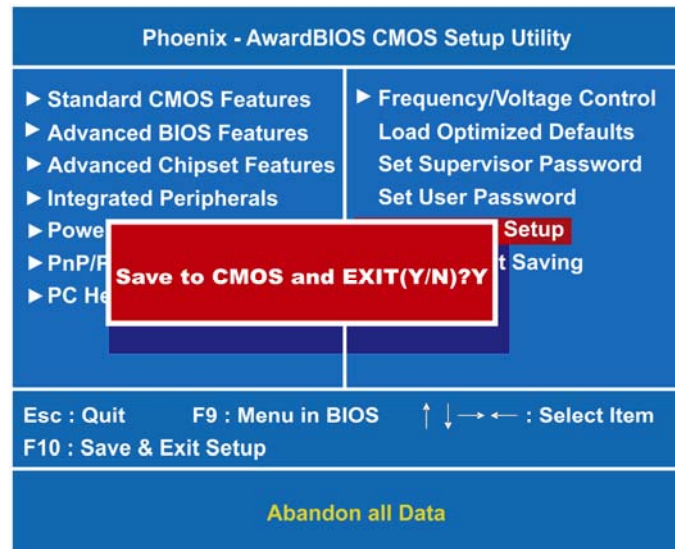 Phoenix - AwardBIOS CMOS Setup Utility
► Standard CMOS Features
► Advanced BIOS Features
► Advanced Chipset Features
► Integrated Peripherals
► Powe
► PnP/P
► PC He
► Frequency/Voltage Control
Load Optimized Defaults
Set Supervisor Password
Set User Password
Setup
t Saving
Save to CMOS and EXIT(Y/N)?Y
Esc : Quit F9 : Menu in BIOS ↑ ↓ → ← : Select Item
F10 : Save & Exit Setup
Abandon all Data